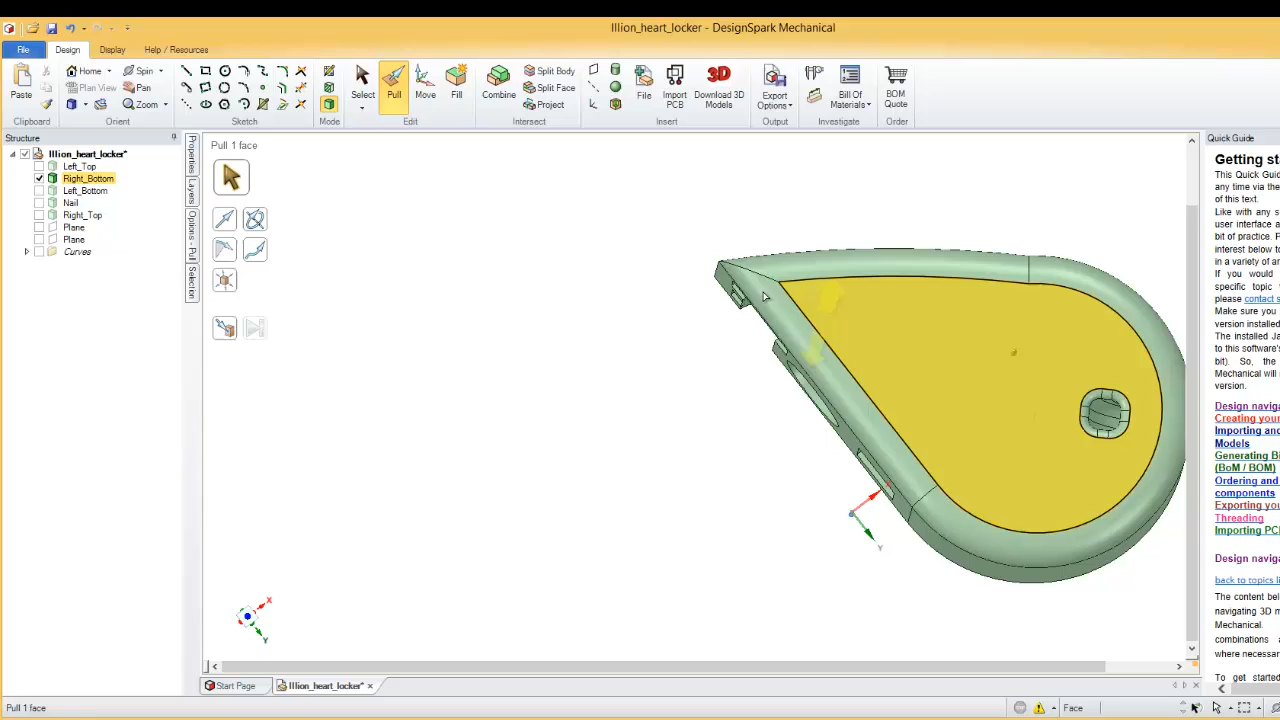 Illion_heart_locker - DesignSpark Mechanical
File Design Display Help / Resources
Home Spin
Plan View Pan
Zoom
Split Body
Split Face
Project
Paste Select Pull Move Fill Combine File Import PCB Download 3D Models Export Options Bill Of Materials BOM Quote
Clipboard Orient Sketch Mode Edit Intersect Insert Output Investigate Order
Structure
Illion_heart_locker*
Left_Top
Right_Bottom
Left_Bottom
Nail
Right_Top
Plane
Plane
Curves
Properties
Layers
Options - Pull
Selection
Pull 1 face
Y
X
Y
Quick Guide
Getting sta
This Quick Guid
any time via the
of this text.
Like with any s
user interface a
bit of practice. F
interest below to
in a variety of ar
If you would
specific topic
please contact s
Make sure you
version installed
The installed Ja
to this software's
bit). So, the
Mechanical will
version.
Design naviga
Creating your
Importing and
Models
Generating Bi
(BoM / BOM)
Ordering and
components
Exporting you
Threading
Importing PC
Design naviga
back to topics li
The content bel
navigating 3D m
Mechanical.
combinations a
where necessar
To get started
Start Page Illion_heart_locker*
Pull 1 face
Face